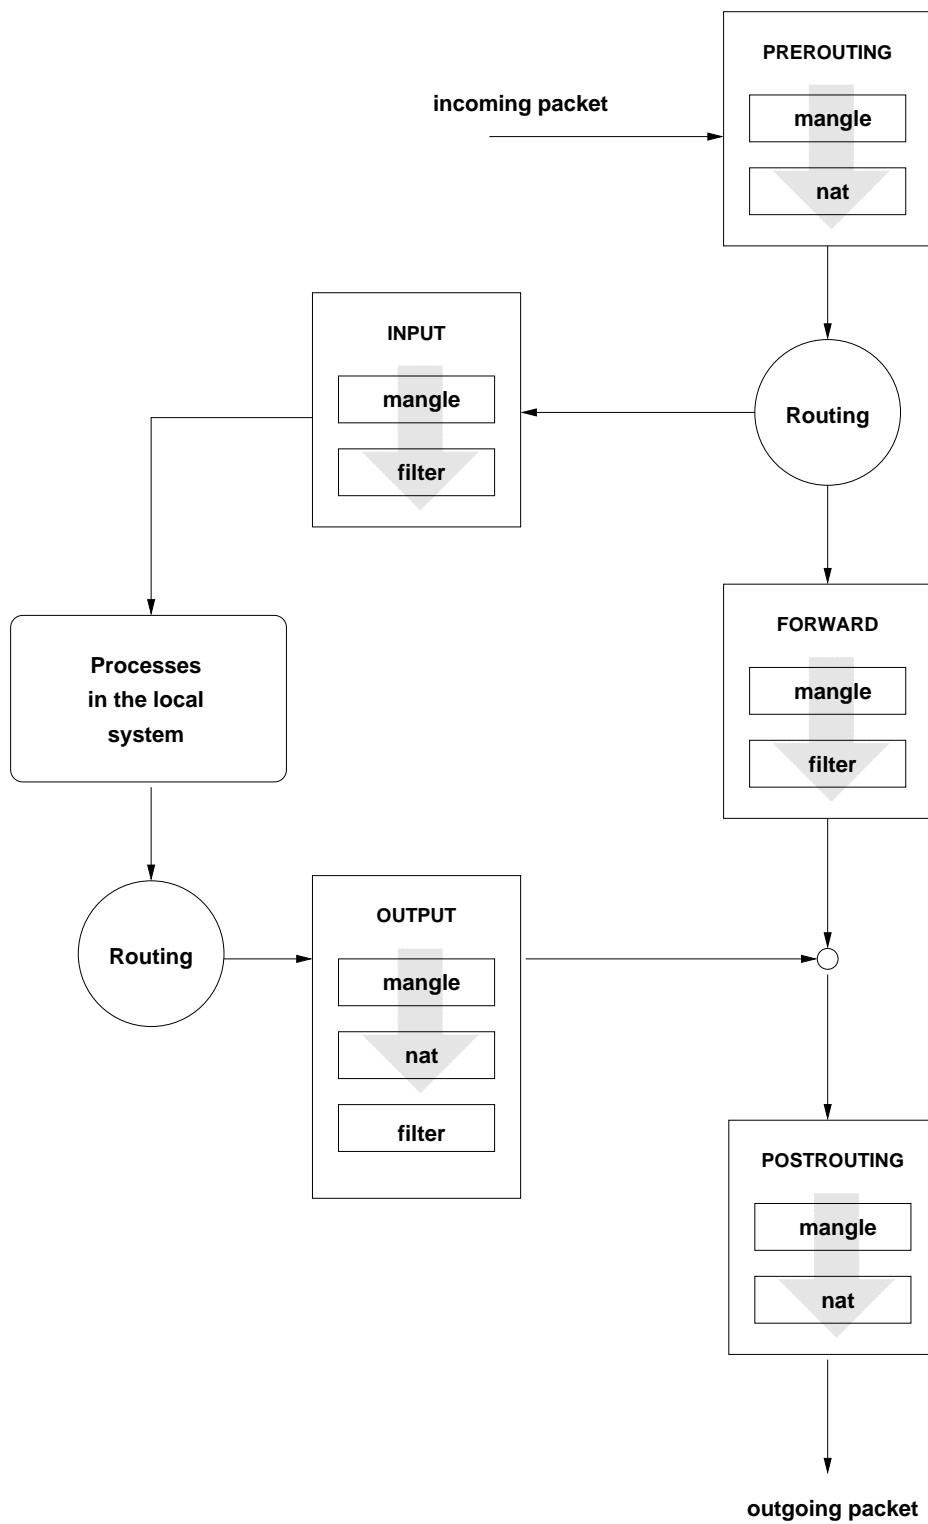 PREROUTING
incoming packet
mangle
nat
INPUT
mangle
filter
Routing
Processes
in the local
system
FORWARD
mangle
filter
Routing
OUTPUT
mangle
nat
filter
POSTROUTING
mangle
nat
outgoing packet